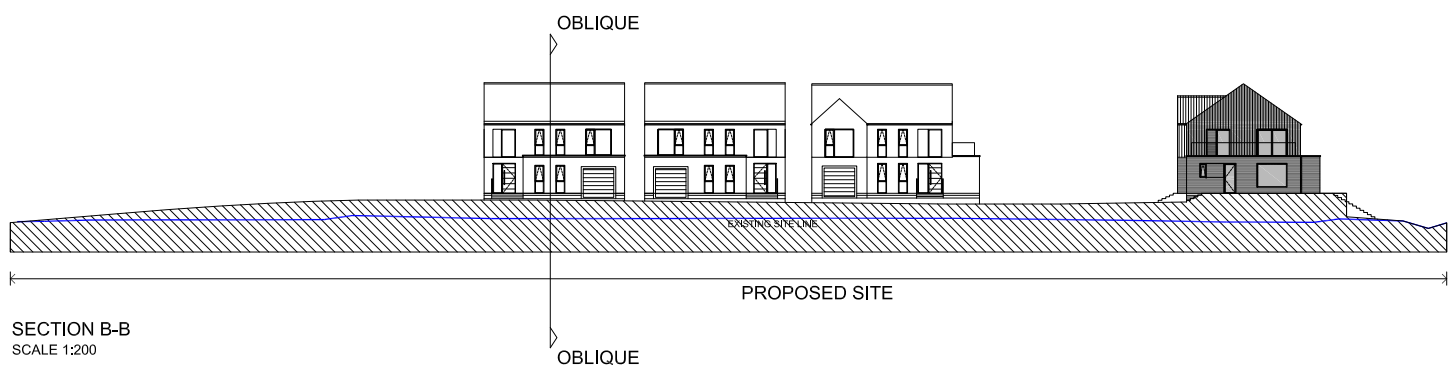 OBLIQUE
EXISTING SITE LINE
PROPOSED SITE
SECTION B-B
SCALE 1:200
OBLIQUE